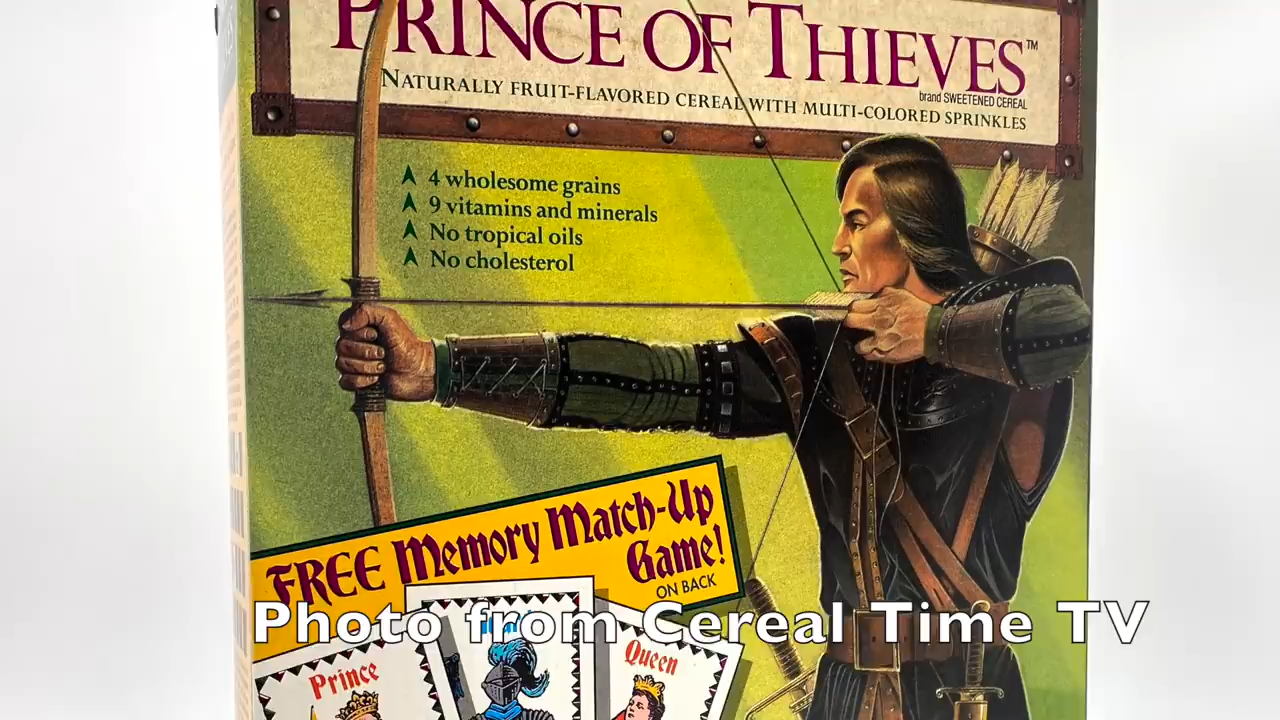 PRINCE OF THIEVES™
brand SWEETENED CEREAL
NATURALLY FRUIT-FLAVORED CEREAL WITH MULTI-COLORED SPRINKLES
4 wholesome grains
9 vitamins and minerals
No tropical oils
No cholesterol
FREE Memory Match-Up
Game!
ON BACK
Photo from Cereal Time TV
Prince
Queen